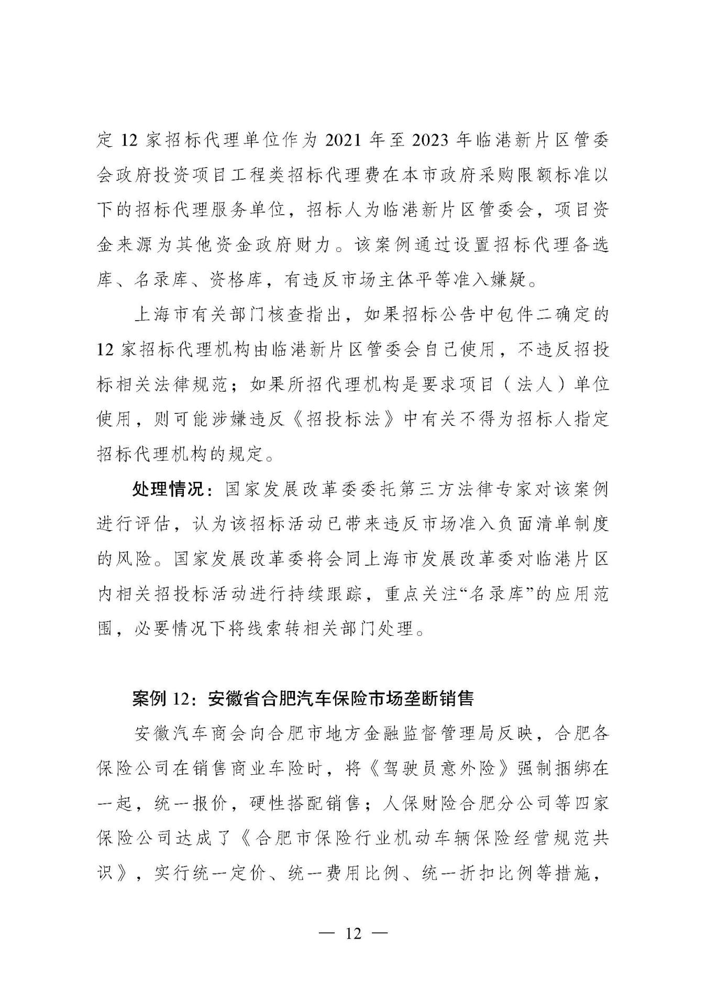 定 12 家招标代理单位作为 2021 年至 2023 年临港新片区管委
会政府投资项目工程类招标代理费在本市政府采购限额标准以
下的招标代理服务单位，招标人为临港新片区管委会，项目资
金来源为其他资金政府财力。该案例通过设置招标代理备选
库、名录库、资格库，有违反市场主体平等准入嫌疑。
上海市有关部门核查指出，如果招标公告中包件二确定的
12 家招标代理机构由临港新片区管委会自己使用，不违反招投
标相关法律规范；如果所招代理机构是要求项目（法人）单位
使用，则可能涉嫌违反《招投标法》中有关不得为招标人指定
招标代理机构的规定。
处理情况：国家发展改革委委托第三方法律专家对该案例
进行评估，认为该招标活动已带来违反市场准入负面清单制度
的风险。国家发展改革委将会同上海市发展改革委对临港片区
内相关招投标活动进行持续跟踪，重点关注“名录库”的应用范
围，必要情况下将线索转相关部门处理。
案例 12：安徽省合肥汽车保险市场垄断销售
安徽汽车商会向合肥市地方金融监督管理局反映，合肥各
保险公司在销售商业车险时，将《驾驶员意外险》强制捆绑在
一起，统一报价，硬性搭配销售；人保财险合肥分公司等四家
保险公司达成了《合肥市保险行业机动车辆保险经营规范共
识》，实行统一定价、统一费用比例、统一折扣比例等措施，
— 12 —